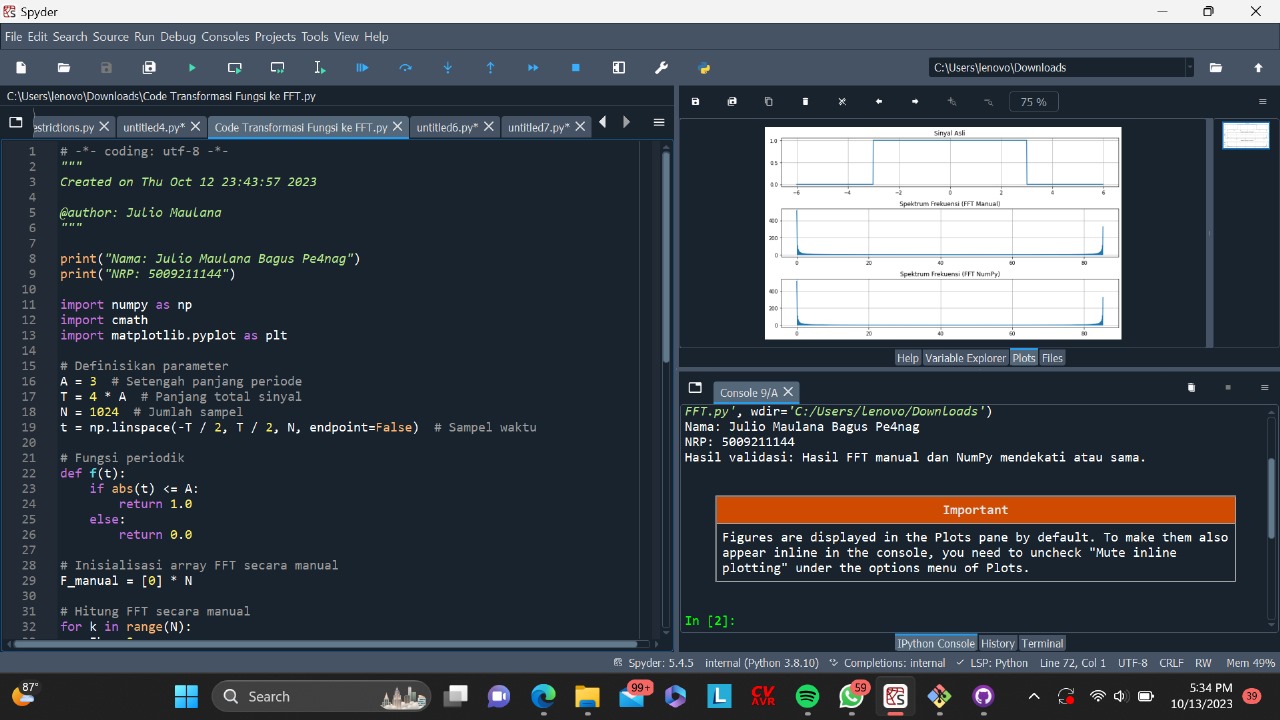 Spyder
File Edit Search Source Run Debug Consoles Projects Tools View Help
C:\Users\lenovo\Downloads
C:\Users\lenovo\Downloads\Code Transformasi Fungsi ke FFT.py
estrictions.py
untitled4.py*
Code Transformasi Fungsi ke FFT.py
untitled6.py*
untitled7.py*
1 # -*- coding: utf-8 -*-
2 """
3 Created on Thu Oct 12 23:43:57 2023
4
5 @author: Julio Maulana
6 """
7
8 print("Nama: Julio Maulana Bagus Pe4nag")
9 print("NRP: 5009211144")
10
11 import numpy as np
12 import cmath
13 import matplotlib.pyplot as plt
14
15 # Definisikan parameter
16 A = 3 # Setengah panjang periode
17 T = 4 * A # Panjang total sinyal
18 N = 1024 # Jumlah sampel
19 t = np.linspace(-T / 2, T / 2, N, endpoint=False) # Sampel waktu
20
21 # Fungsi periodik
22 def f(t):
23 if abs(t) <= A:
24 return 1.0
25 else:
26 return 0.0
27
28 # Inisialisasi array FFT secara manual
29 F_manual = [0] * N
30
31 # Hitung FFT secara manual
32 for k in range(N):
75 %
Sinyal Asli
1.0
0.5
0.0
−6 −4 −2 0 2 4 6
Spektrum Frekuensi (FFT Manual)
400
200
0
0 20 40 60 80
Spektrum Frekuensi (FFT NumPy)
400
200
0
0 20 40 60 80
Help Variable Explorer Plots Files
Console 9/A
FFT.py', wdir='C:/Users/lenovo/Downloads')
Nama: Julio Maulana Bagus Pe4nag
NRP: 5009211144
Hasil validasi: Hasil FFT manual dan NumPy mendekati atau sama.
Important
Figures are displayed in the Plots pane by default. To make them also
appear inline in the console, you need to uncheck "Mute inline
plotting" under the options menu of Plots.
In [2]:
IPython Console History Terminal
Spyder: 5.4.5 internal (Python 3.8.10) Completions: internal LSP: Python Line 72, Col 1 UTF-8 CRLF RW Mem 49%
87°
Search
99+
L
CV
AVR
59
5:34 PM
10/13/2023
39